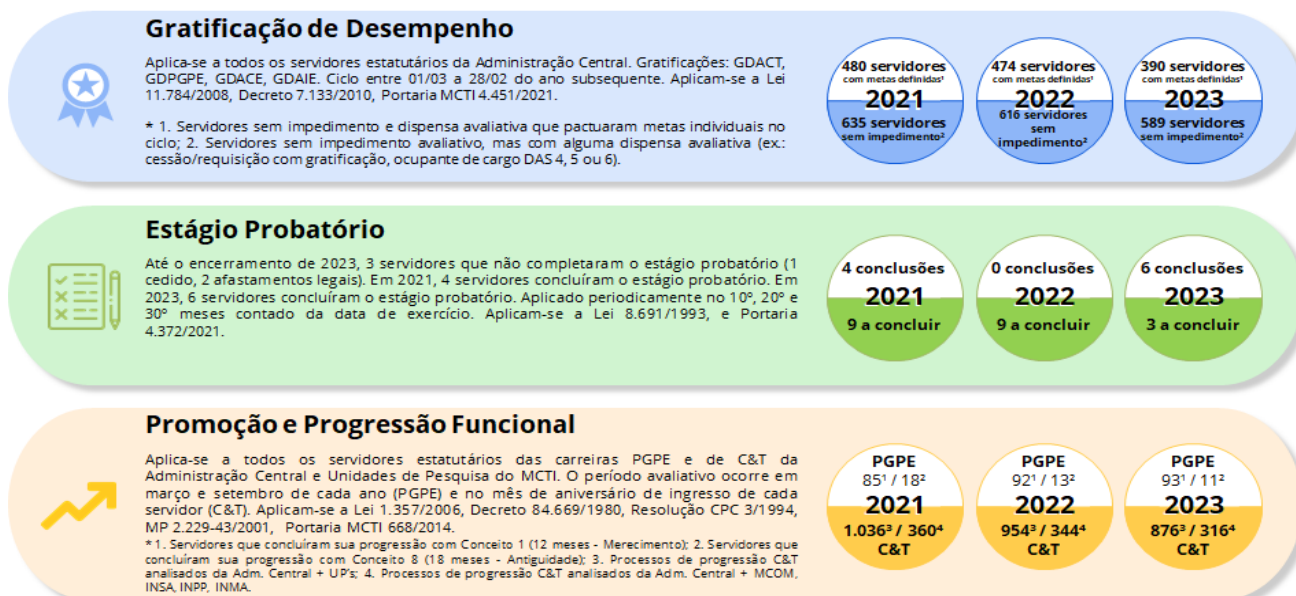 Gratificação de Desempenho
Aplica-se a todos os servidores estatutários da Administração Central. Gratificações: GDACT,
GDPGPE, GDACE, GDAIE. Ciclo entre 01/03 a 28/02 do ano subsequente. Aplicam-se a Lei
11.784/2008, Decreto 7.133/2010, Portaria MCTI 4.451/2021.
* 1. Servidores sem impedimento e dispensa avaliativa que pactuaram metas individuais no
ciclo; 2. Servidores sem impedimento avaliativo, mas com alguma dispensa avaliativa (ex.:
cessão/requisição com gratificação, ocupante de cargo DAS 4, 5 ou 6).
480 servidores
com metas definidas¹
2021
635 servidores
sem impedimento²
474 servidores
com metas definidas¹
2022
616 servidores
sem
impedimento²
390 servidores
com metas definidas¹
2023
589 servidores
sem impedimento²
Estágio Probatório
Até o encerramento de 2023, 3 servidores que não completaram o estágio probatório (1
cedido, 2 afastamentos legais). Em 2021, 4 servidores concluíram o estágio probatório. Em
2023, 6 servidores concluíram o estágio probatório. Aplicado periodicamente no 10º, 20º e
30º meses contado da data de exercício. Aplicam-se a Lei 8.691/1993, e Portaria
4.372/2021.
4 conclusões
2021
9 a concluir
0 conclusões
2022
9 a concluir
6 conclusões
2023
3 a concluir
Promoção e Progressão Funcional
Aplica-se a todos os servidores estatutários das carreiras PGPE e de C&T da
Administração Central e Unidades de Pesquisa do MCTI. O período avaliativo ocorre em
março e setembro de cada ano (PGPE) e no mês de aniversário de ingresso de cada
servidor (C&T). Aplicam-se a Lei 1.357/2006, Decreto 84.669/1980, Resolução CPC 3/1994,
MP 2.229-43/2001, Portaria MCTI 668/2014.
* 1. Servidores que concluíram sua progressão com Conceito 1 (12 meses - Merecimento); 2. Servidores que
concluíram sua progressão com Conceito 8 (18 meses - Antiguidade); 3. Processos de progressão C&T
analisados da Adm. Central + UP's; 4. Processos de progressão C&T analisados da Adm. Central + MCOM,
INSA, INPP, INMA.
PGPE
85¹ / 18²
2021
1.036³ / 360⁴
C&T
PGPE
92¹ / 13²
2022
954³ / 344⁴
C&T
PGPE
93¹ / 11²
2023
876³ / 316⁴
C&T